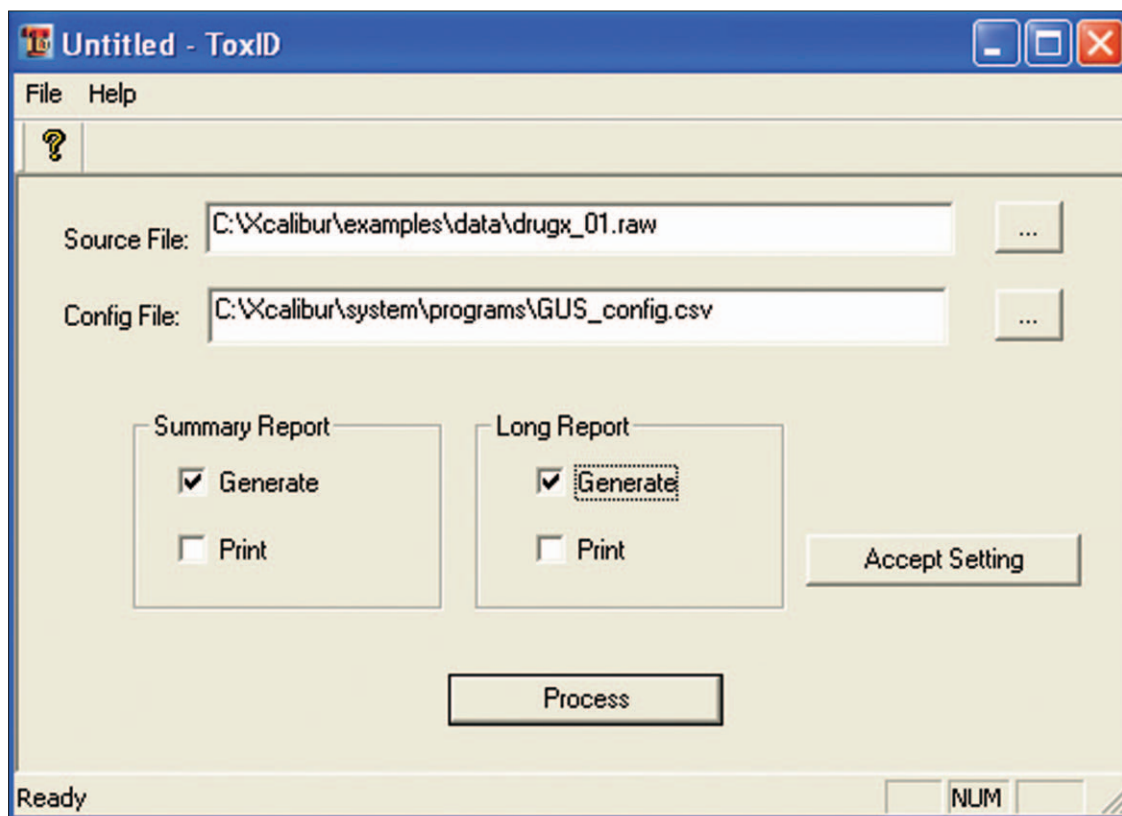 Untitled - ToxID
File Help
?
Source File: C:\Xcalibur\examples\data\drugx_01.raw ...
Config File: C:\Xcalibur\system\programs\GUS_config.csv ...
Summary Report Long Report
Generate Generate
Print Print
Accept Setting
Process
Ready NUM